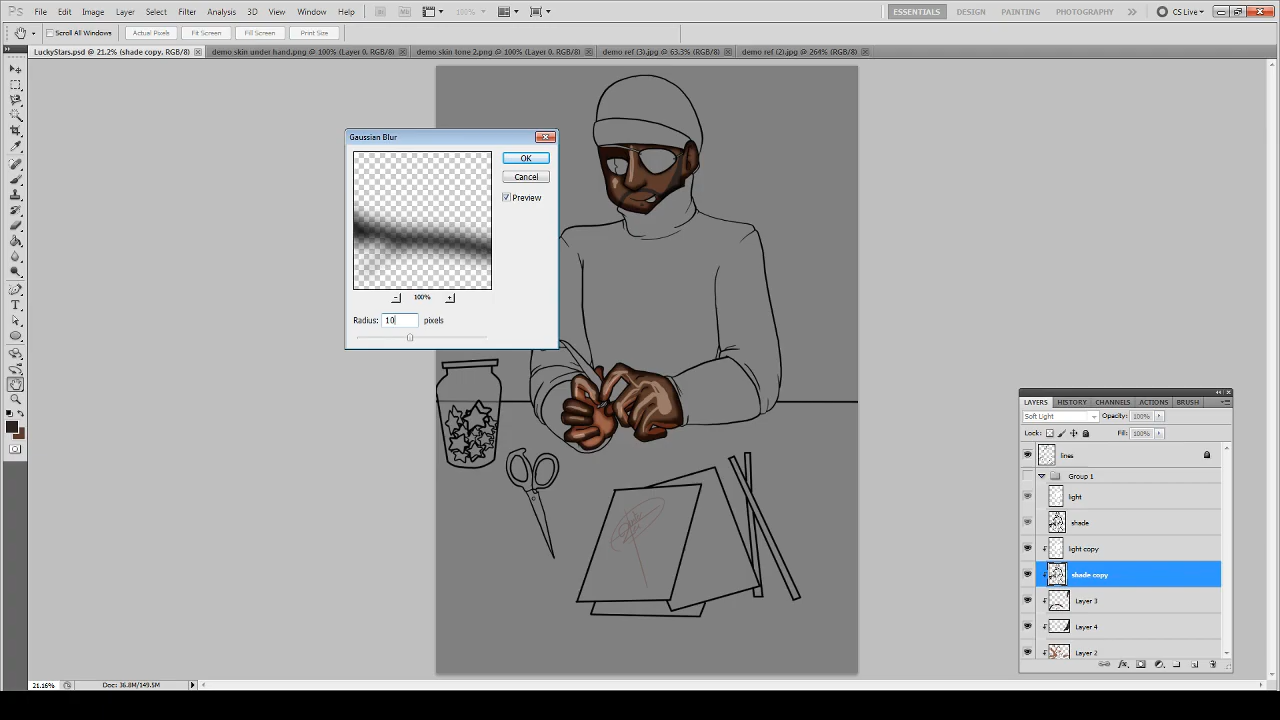 Ps File Edit Image Layer Select Filter Analysis 3D View Window Help 100% ESSENTIALS DESIGN PAINTING PHOTOGRAPHY CS Live
Scroll All Windows Actual Pixels Fit Screen Fill Screen Print Size
LuckyStars.psd @ 21.2% (shade copy, RGB/8) demo skin under hand.png @ 100% (Layer 0, RGB/8) demo skin tone 2.png @ 100% (Layer 0, RGB/8) demo ref (3).jpg @ 63.3% (RGB/8) demo ref (2).jpg @ 264% (RGB/8)
Gaussian Blur
OK
Cancel
Preview
100%
Radius: 10 pixels
LAYERS HISTORY CHANNELS ACTIONS BRUSH
Soft Light Opacity: 100%
Lock: Fill: 100%
lines
Group 1
light
shade
light copy
shade copy
Layer 3
Layer 4
Layer 2
21.16% Doc: 36.8M/149.5M